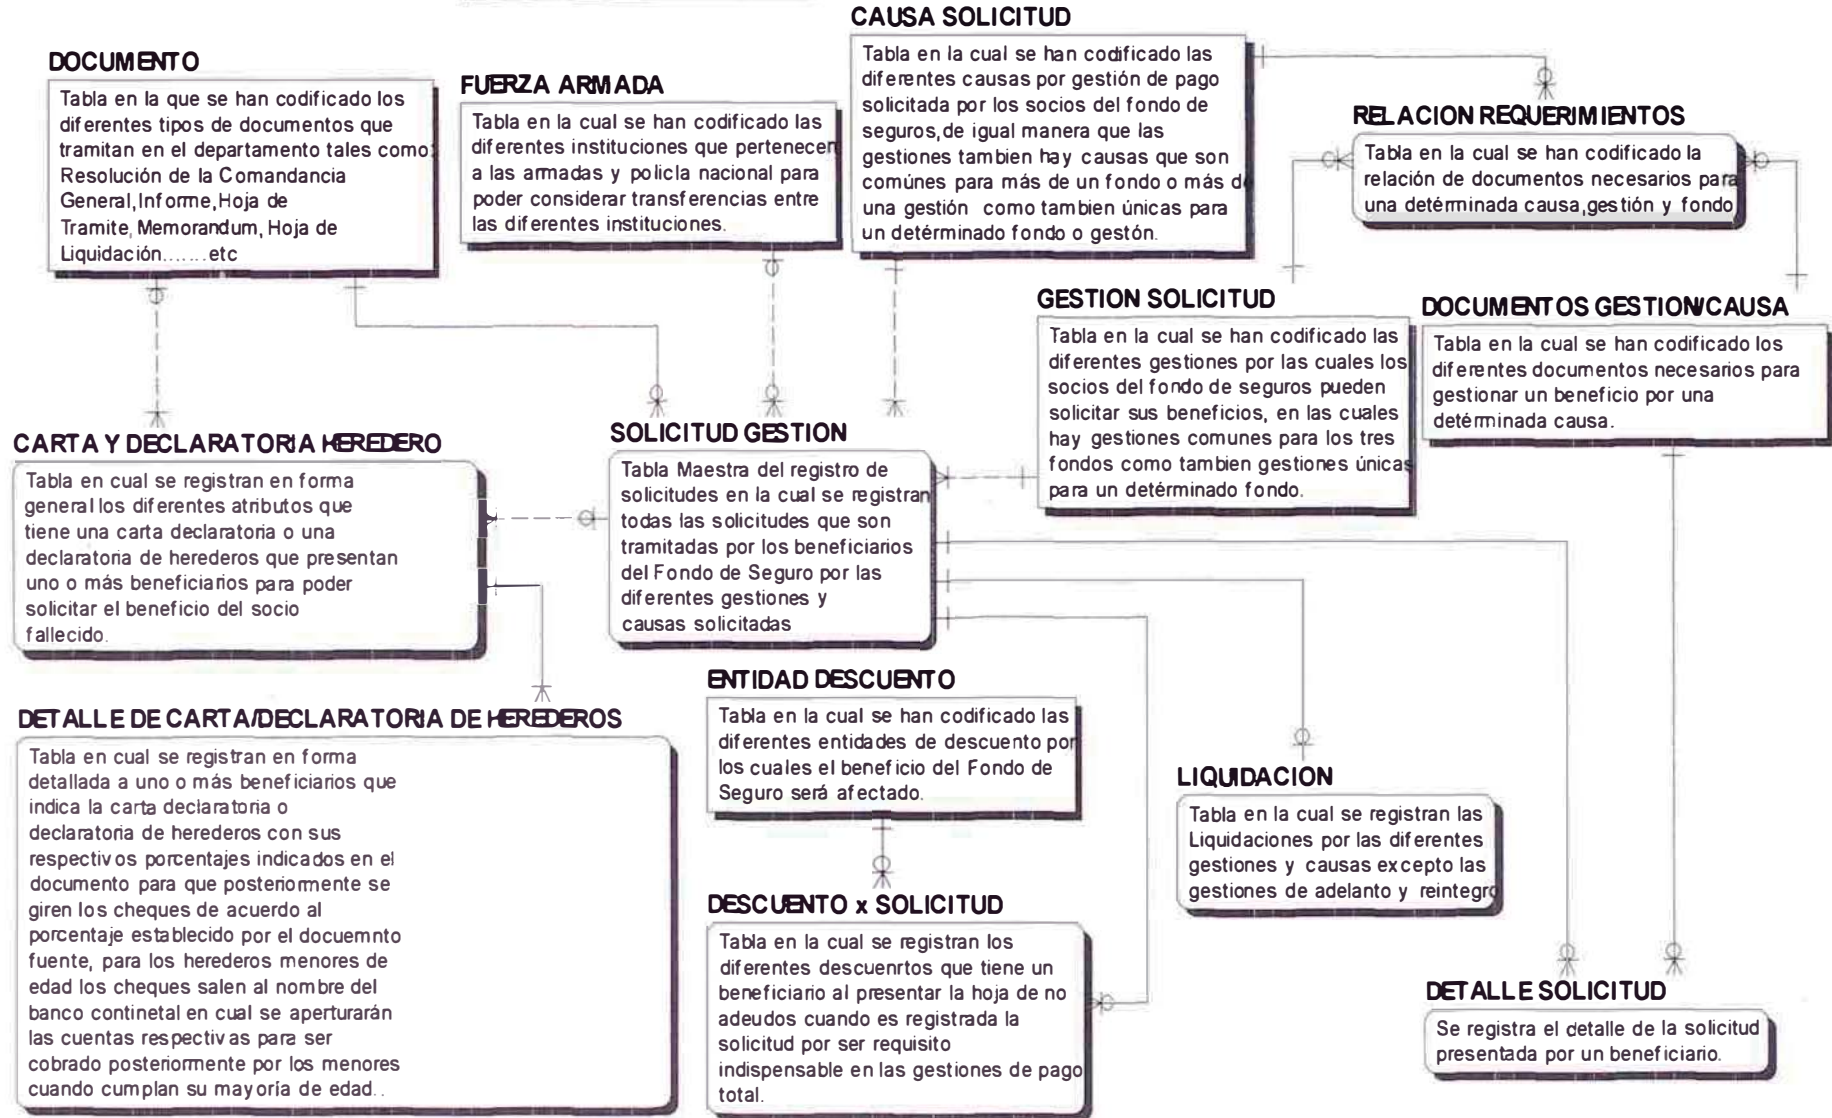 CAUSA SOLICITUD
Tabla en la cual se han codificado las
diferentes causas por gestión de pago
solicitada por los socios del fondo de
seguros,de igual manera que las
gestiones tambien hay causas que son
comúnes para más de un fondo o más de
una gestión como tambien únicas para
un detérminado fondo o gestón.
DOCUMENTO
Tabla en la que se han codificado los
diferentes tipos de documentos que
tramitan en el departamento tales como:
Resolución de la Comandancia
General,Informe,Hoja de
Tramite, Memorandum, Hoja de
Liquidación.......etc
FUERZA ARMADA
Tabla en la cual se han codificado las
diferentes instituciones que pertenecen
a las armadas y policIa nacional para
poder considerar transferencias entre
las diferentes instituciones.
RELACION REQUERIMIENTOS
Tabla en la cual se han codificado la
relación de documentos necesarios para
una detérminada causa,gestión y fondo
GESTION SOLICITUD
Tabla en la cual se han codificado las
diferentes gestiones por las cuales los
socios del fondo de seguros pueden
solicitar sus beneficios, en las cuales
hay gestiones comunes para los tres
fondos como tambien gestiones únicas
para un detérminado fondo.
DOCUMENTOS GESTION/CAUSA
Tabla en la cual se han codificado los
diferentes documentos necesarios para
gestionar un beneficio por una
detérminada causa.
CARTA Y DECLARATORIA HEREDERO
Tabla en cual se registran en forma
general los diferentes atributos que
tiene una carta declaratoria o una
declaratoria de herederos que presentan
uno o más beneficiarios para poder
solicitar el beneficio del socio
fallecido.
SOLICITUD GESTION
Tabla Maestra del registro de
solicitudes en la cual se registran
todas las solicitudes que son
tramitadas por los beneficiarios
del Fondo de Seguro por las
diferentes gestiones y
causas solicitadas
ENTIDAD DESCUENTO
Tabla en la cual se han codificado las
diferentes entidades de descuento por
los cuales el beneficio del Fondo de
Seguro será afectado.
DETALLE DE CARTA/DECLARATORIA DE HEREDEROS
Tabla en cual se registran en forma
detallada a uno o más beneficiarios que
indica la carta declaratoria o
declaratoria de herederos con sus
respectivos porcentajes indicados en el
documento para que posteriormente se
giren los cheques de acuerdo al
porcentaje establecido por el docuemnto
fuente, para los herederos menores de
edad los cheques salen al nombre del
banco continetal en cual se aperturarán
las cuentas respectivas para ser
cobrado posteriormente por los menores
cuando cumplan su mayoría de edad..
LIQUIDACION
Tabla en la cual se registran las
Liquidaciones por las diferentes
gestiones y causas excepto las
gestiones de adelanto y reintegro
DESCUENTO x SOLICITUD
Tabla en la cual se registran los
diferentes descuenrtos que tiene un
beneficiario al presentar la hoja de no
adeudos cuando es registrada la
solicitud por ser requisito
indispensable en las gestiones de pago
total.
DETALLE SOLICITUD
Se registra el detalle de la solicitud
presentada por un beneficiario.